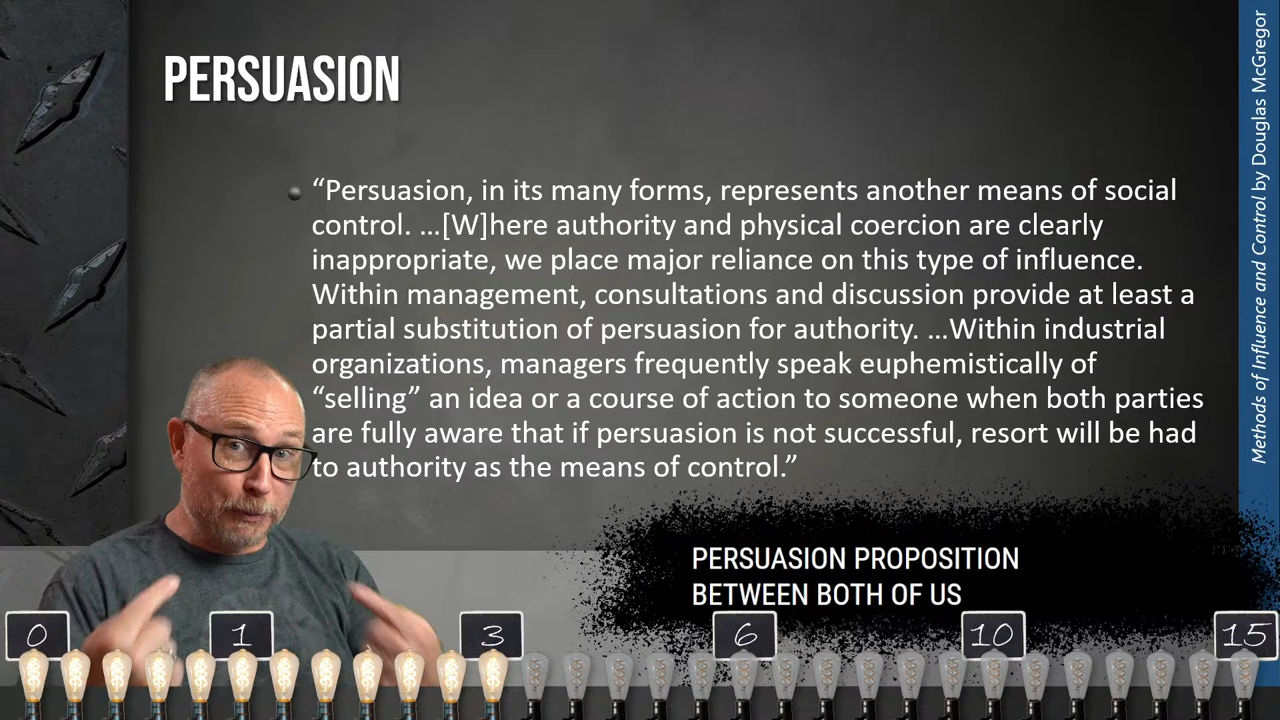 PERSUASION
“Persuasion, in its many forms, represents another means of social
control. …[W]here authority and physical coercion are clearly
inappropriate, we place major reliance on this type of influence.
Within management, consultations and discussion provide at least a
partial substitution of persuasion for authority. …Within industrial
organizations, managers frequently speak euphemistically of
“selling” an idea or a course of action to someone when both parties
are fully aware that if persuasion is not successful, resort will be had
to authority as the means of control.”
Methods of Influence and Control by Douglas McGregor
PERSUASION PROPOSITION
BETWEEN BOTH OF US
0 1 3 6 10 15